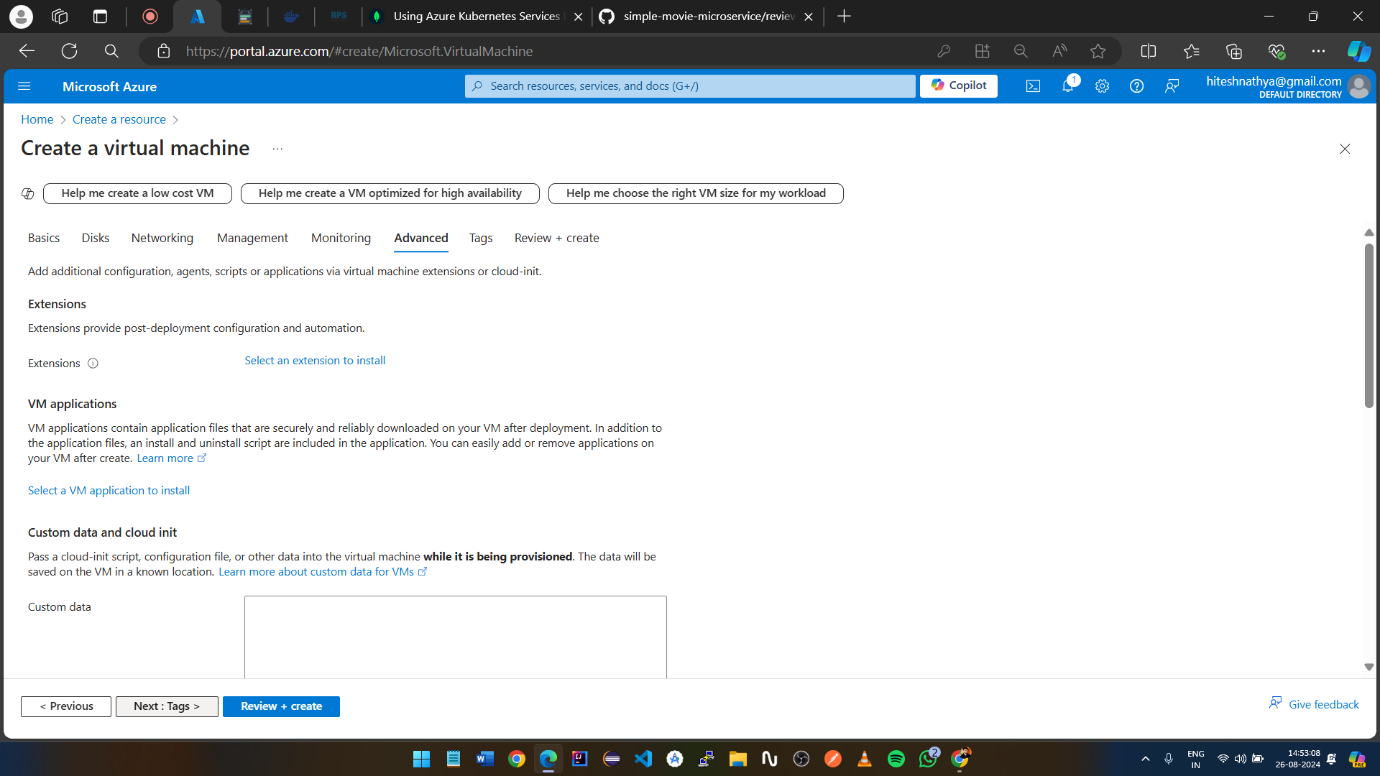 RPS
Using Azure Kubernetes Services
simple-movie-microservice/review
https://portal.azure.com/#create/Microsoft.VirtualMachine
Microsoft Azure
Search resources, services, and docs (G+/)
Copilot
1
hiteshnathya@gmail.com
DEFAULT DIRECTORY
Home
Create a resource
Create a virtual machine
...
Help me create a low cost VM
Help me create a VM optimized for high availability
Help me choose the right VM size for my workload
Basics
Disks
Networking
Management
Monitoring
Advanced
Tags
Review + create
Add additional configuration, agents, scripts or applications via virtual machine extensions or cloud-init.
Extensions
Extensions provide post-deployment configuration and automation.
Extensions
Select an extension to install
VM applications
VM applications contain application files that are securely and reliably downloaded on your VM after deployment. In addition to
the application files, an install and uninstall script are included in the application. You can easily add or remove applications on
your VM after create. Learn more
Select a VM application to install
Custom data and cloud init
Pass a cloud-init script, configuration file, or other data into the virtual machine while it is being provisioned. The data will be
saved on the VM in a known location. Learn more about custom data for VMs
Custom data
< Previous
Next : Tags >
Review + create
Give feedback
2
ENG
IN
14:53:08
26-08-2024